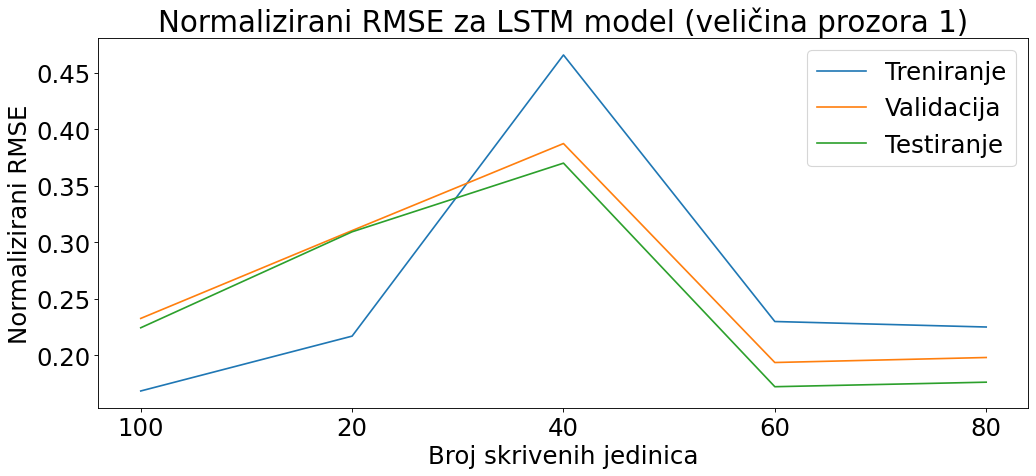 Normalizirani RMSE za LSTM model (veličina prozora 1)
Normalizirani RMSE
0.45
0.40
0.35
0.30
0.25
0.20
Treniranje
Validacija
Testiranje
100 20 40 60 80
Broj skrivenih jedinica